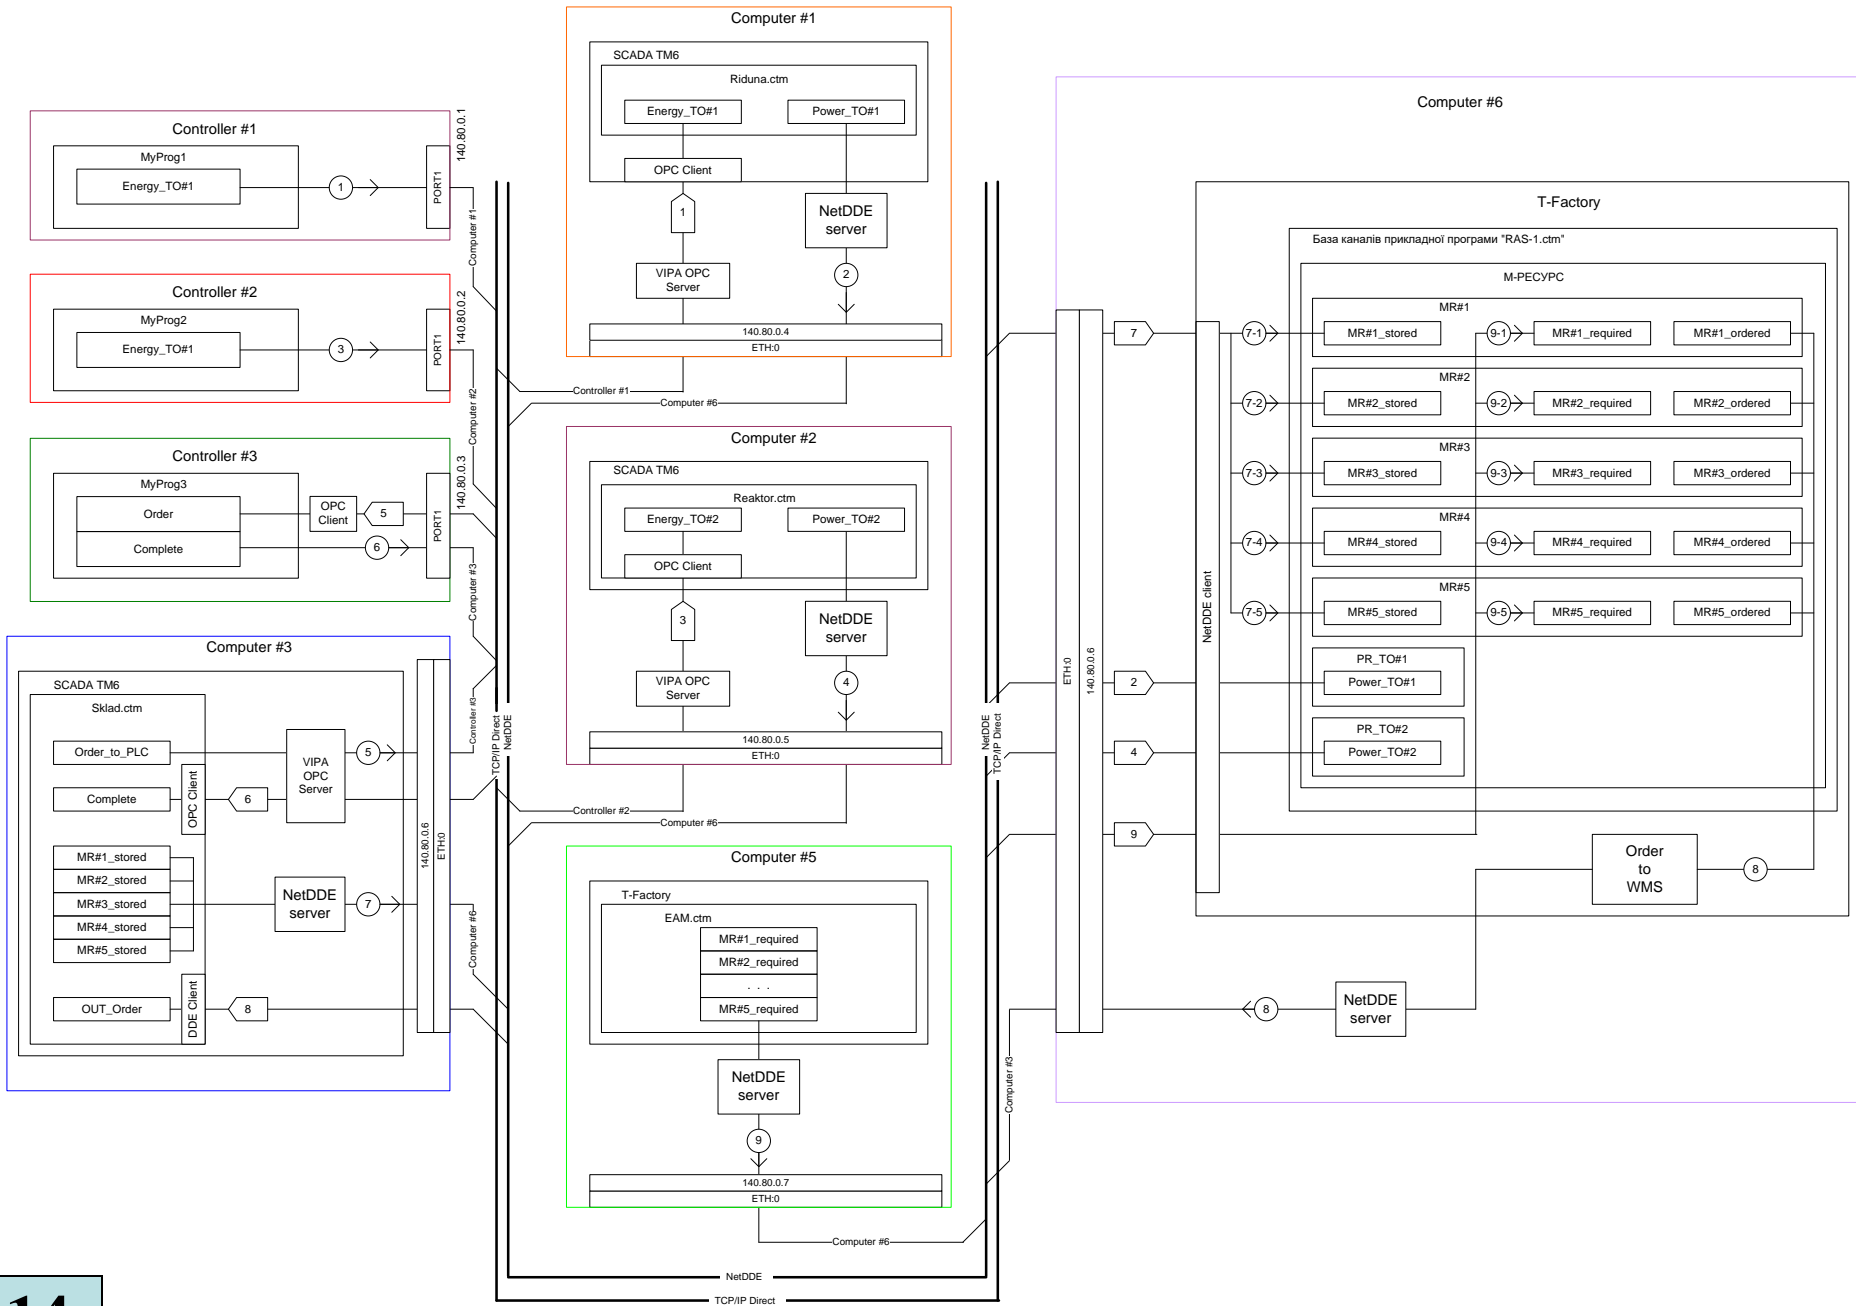 Controller #1
MyProg1
Energy_TO#1
1
PORT1
140.80.0.1
Computer #1
Controller #2
MyProg2
Energy_TO#1
3
PORT1
140.80.0.2
Computer #2
Controller #3
MyProg3
Order
Complete
OPC
Client
5
6
PORT1
140.80.0.3
Computer #3
Computer #3
SCADA TM6
Sklad.ctm
Order_to_PLC
Complete
OPC Client
6
VIPA
OPC
Server
5
MR#1_stored
MR#2_stored
MR#3_stored
MR#4_stored
MR#5_stored
NetDDE
server
7
OUT_Order
DDE Client
8
140.80.0.6
ETH:0
Controller #3
Computer #6
TCP/IP Direct
NetDDE
Computer #1
SCADA TM6
Riduna.ctm
Energy_TO#1
Power_TO#1
OPC Client
1
NetDDE
server
VIPA OPC
Server
2
140.80.0.4
ETH:0
Controller #1
Computer #6
Computer #2
SCADA TM6
Reaktor.ctm
Energy_TO#2
Power_TO#2
OPC Client
3
NetDDE
server
VIPA OPC
Server
4
140.80.0.5
ETH:0
Controller #2
Computer #6
Computer #5
T-Factory
EAM.ctm
MR#1_required
MR#2_required
. . .
MR#5_required
NetDDE
server
9
140.80.0.7
ETH:0
Computer #6
NetDDE
TCP/IP Direct
NetDDE
TCP/IP Direct
Computer #3
Computer #6
ETH:0
140.80.0.6
7
2
4
9
NetDDE client
T-Factory
База каналів прикладної програми "RAS-1.ctm"
М-РЕСУРС
MR#1
7-1
MR#1_stored
9-1
MR#1_required
MR#1_ordered
MR#2
7-2
MR#2_stored
9-2
MR#2_required
MR#2_ordered
MR#3
7-3
MR#3_stored
9-3
MR#3_required
MR#3_ordered
MR#4
7-4
MR#4_stored
9-4
MR#4_required
MR#4_ordered
MR#5
7-5
MR#5_stored
9-5
MR#5_required
MR#5_ordered
PR_TO#1
Power_TO#1
PR_TO#2
Power_TO#2
Order
to
WMS
8
8
NetDDE
server
14